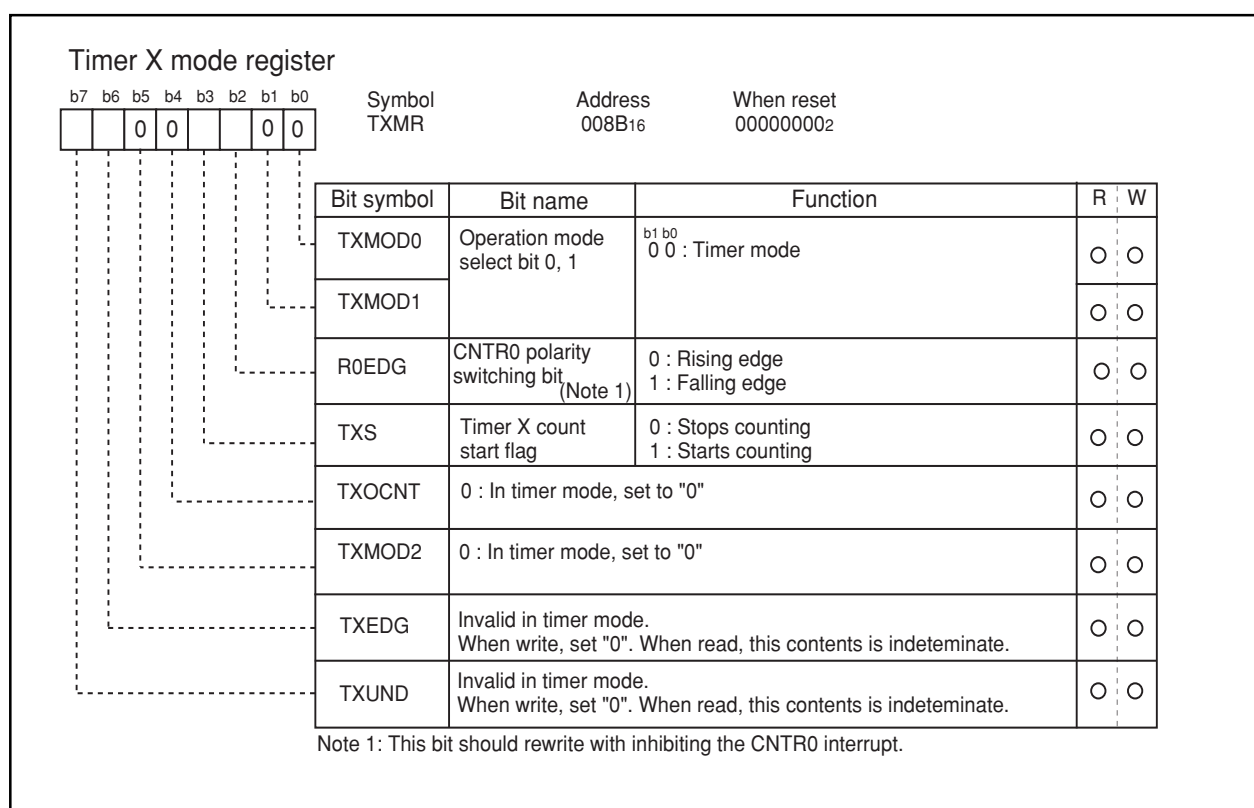 Timer X mode register
b7 b6 b5 b4 b3 b2 b1 b0
Symbol Address When reset
0 0 0 0
TXMR 008B16 000000002
Bit symbol Bit name Function R W
TXMOD0 Operation mode select bit 0, 1
b1 b0
0 0 : Timer mode
TXMOD1
R0EDG CNTR0 polarity switching bit (Note 1)
0 : Rising edge
1 : Falling edge
TXS Timer X count start flag
0 : Stops counting
1 : Starts counting
TXOCNT 0 : In timer mode, set to "0"
TXMOD2 0 : In timer mode, set to "0"
TXEDG Invalid in timer mode.
When write, set "0". When read, this contents is indeteminate.
TXUND Invalid in timer mode.
When write, set "0". When read, this contents is indeteminate.
Note 1: This bit should rewrite with inhibiting the CNTR0 interrupt.